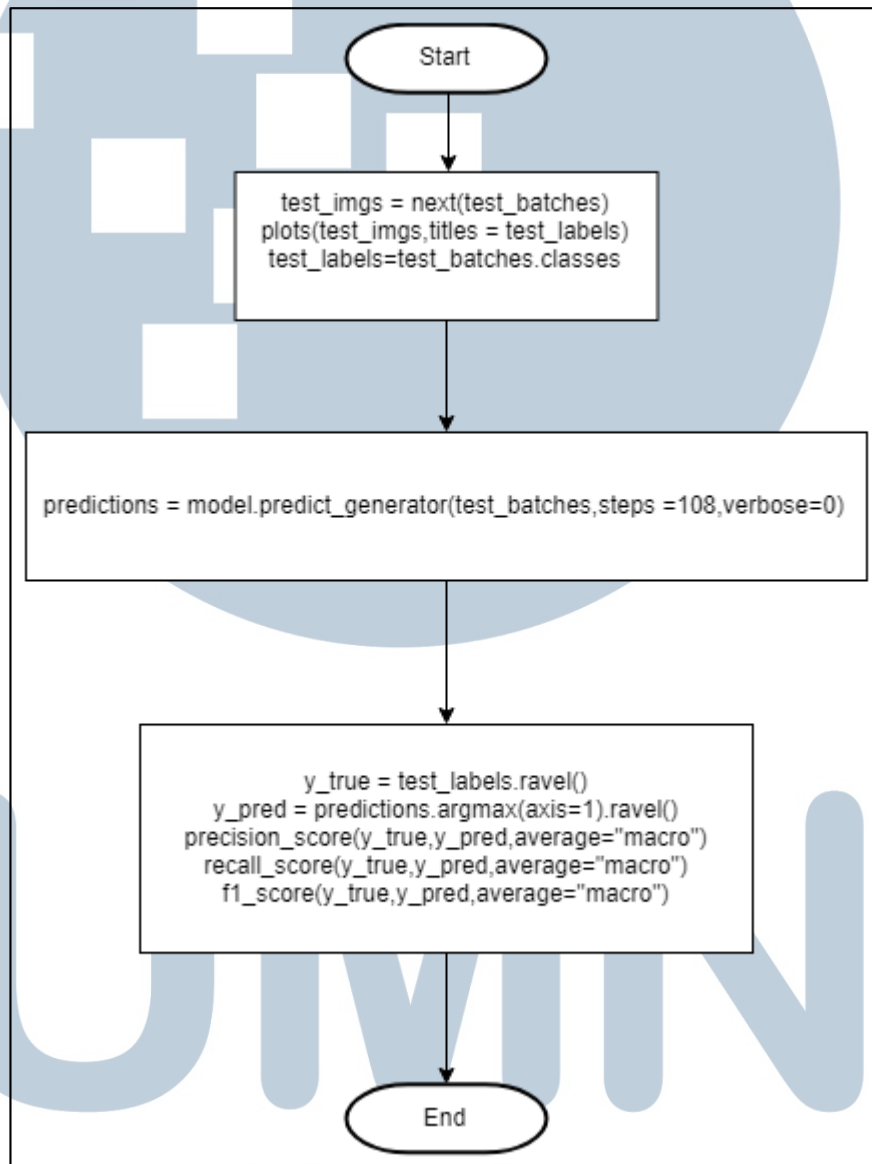 Start
test_imgs = next(test_batches)
plots(test_imgs,titles = test_labels)
test_labels=test_batches.classes
predictions = model.predict_generator(test_batches,steps =108,verbose=0)
y_true = test_labels.ravel()
y_pred = predictions.argmax(axis=1).ravel()
precision_score(y_true,y_pred,average="macro")
recall_score(y_true,y_pred,average="macro")
f1_score(y_true,y_pred,average="macro")
UMN
End